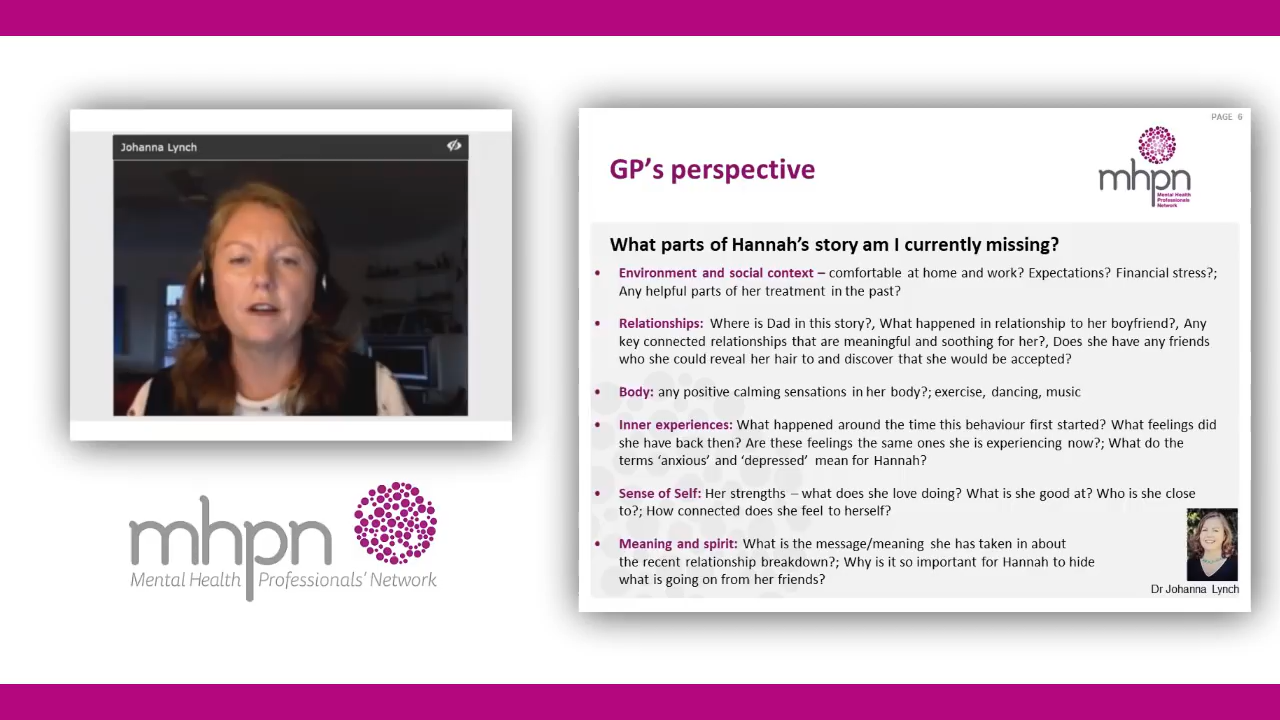 Johanna Lynch
mhpn
Mental Health Professionals' Network
PAGE 6
GP's perspective
mhpn
Mental Health
Professionals
Network
What parts of Hannah's story am I currently missing?
• Environment and social context – comfortable at home and work? Expectations? Financial stress?;
Any helpful parts of her treatment in the past?
• Relationships: Where is Dad in this story?, What happened in relationship to her boyfriend?, Any
key connected relationships that are meaningful and soothing for her?, Does she have any friends
who she could reveal her hair to and discover that she would be accepted?
• Body: any positive calming sensations in her body?; exercise, dancing, music
• Inner experiences: What happened around the time this behaviour first started? What feelings did
she have back then? Are these feelings the same ones she is experiencing now?; What do the
terms 'anxious' and 'depressed' mean for Hannah?
• Sense of Self: Her strengths – what does she love doing? What is she good at? Who is she close
to?; How connected does she feel to herself?
• Meaning and spirit: What is the message/meaning she has taken in about
the recent relationship breakdown?; Why is it so important for Hannah to hide
what is going on from her friends?
Dr Johanna Lynch